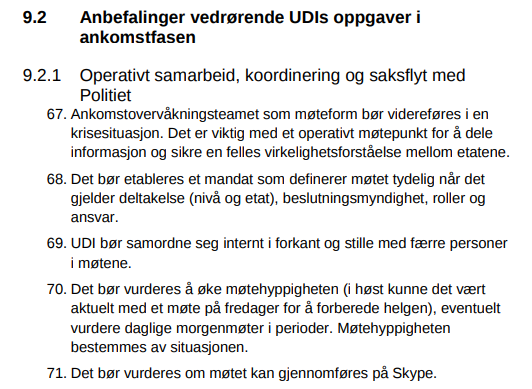 9.2 Anbefalinger vedrørende UDIs oppgaver i
ankomstfasen
9.2.1 Operativt samarbeid, koordinering og saksflyt med
Politiet
67. Ankomstovervåkningsteamet som møteform bør videreføres i en
krisesituasjon. Det er viktig med et operativt møtepunkt for å dele
informasjon og sikre en felles virkelighetsforståelse mellom etatene.
68. Det bør etableres et mandat som definerer møtet tydelig når det
gjelder deltakelse (nivå og etat), beslutningsmyndighet, roller og
ansvar.
69. UDI bør samordne seg internt i forkant og stille med færre personer
i møtene.
70. Det bør vurderes å øke møtehyppigheten (i høst kunne det vært
aktuelt med et møte på fredager for å forberede helgen), eventuelt
vurdere daglige morgenmøter i perioder. Møtehyppigheten
bestemmes av situasjonen.
71. Det bør vurderes om møtet kan gjennomføres på Skype.